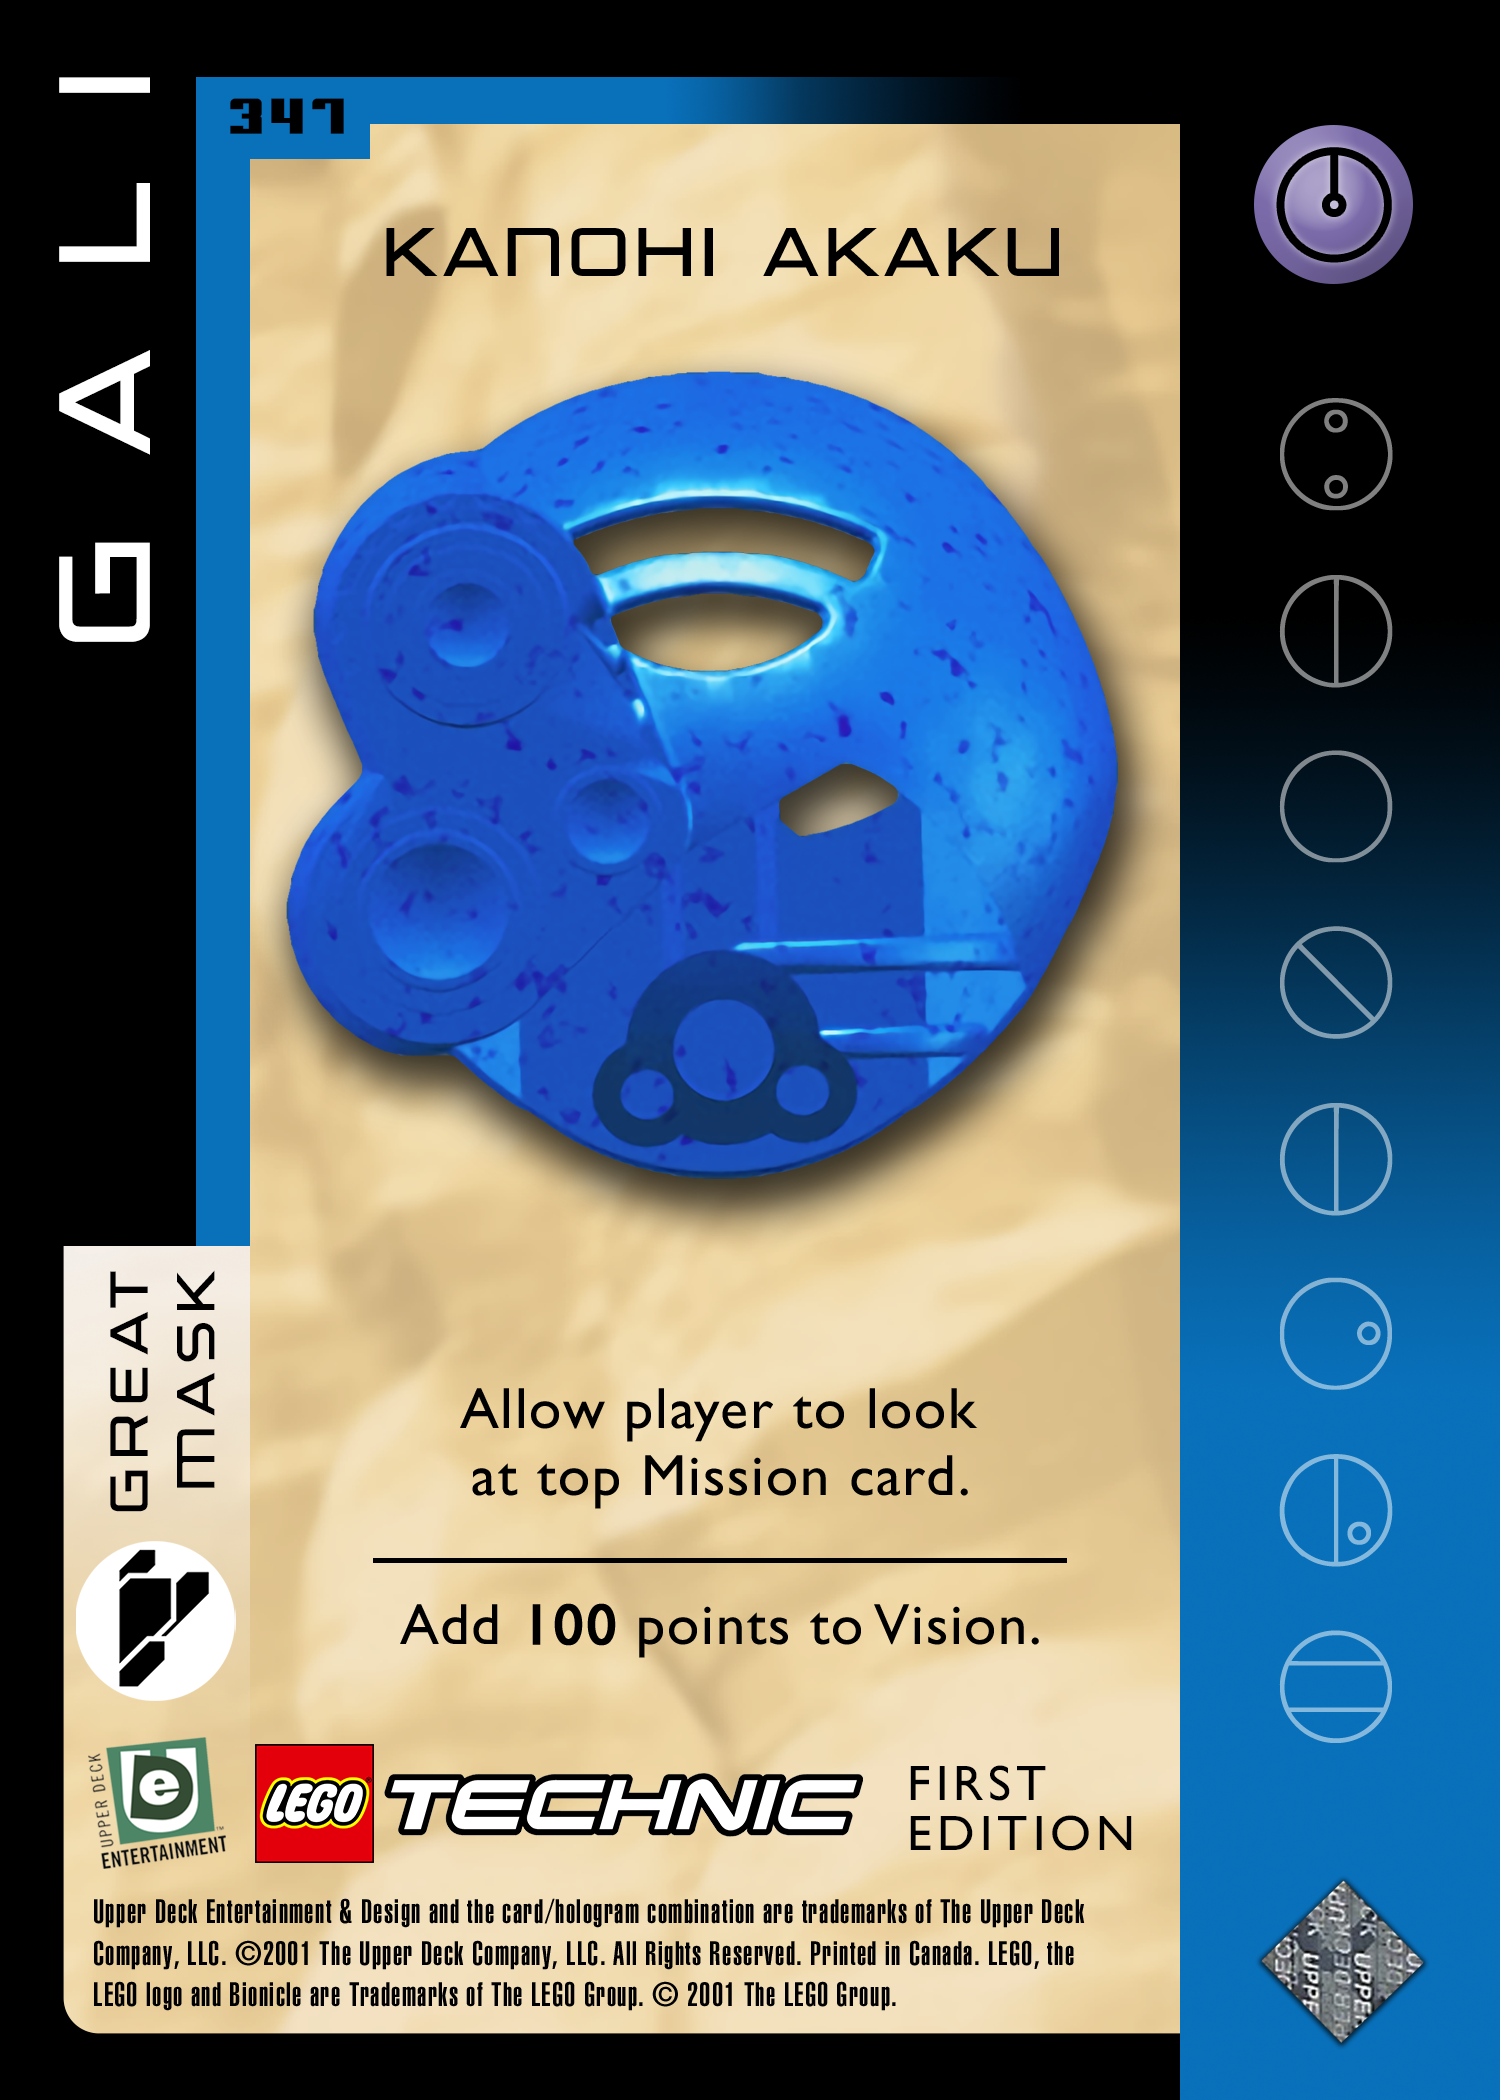 GALI
347
KANOHI AKAKU
GREAT
MASK
Allow player to look
at top Mission card.
Add 100 points to Vision.
UPPER DECK
e
ENTERTAINMENT™
LEGO® TECHNIC
FIRST
EDITION
Upper Deck Entertainment & Design and the card/hologram combination are trademarks of The Upper Deck
Company, LLC. ©2001 The Upper Deck Company, LLC. All Rights Reserved. Printed in Canada. LEGO, the
LEGO logo and Bionicle are Trademarks of The LEGO Group. © 2001 The LEGO Group.